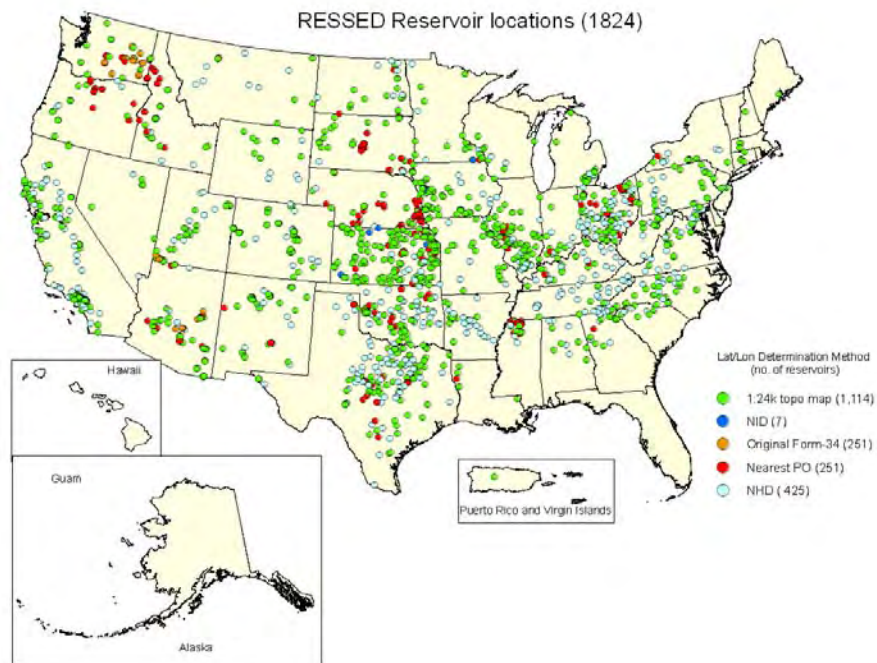 RESSED Reservoir locations (1824)
Hawaii
Guam
Alaska
Puerto Rico and Virgin Islands
Lat/Lon Determination Method
(no. of reservoirs)
1:24k topo map (1,114)
NID (7)
Original Form-34 (251)
Nearest PO (251)
NHD ( 425)